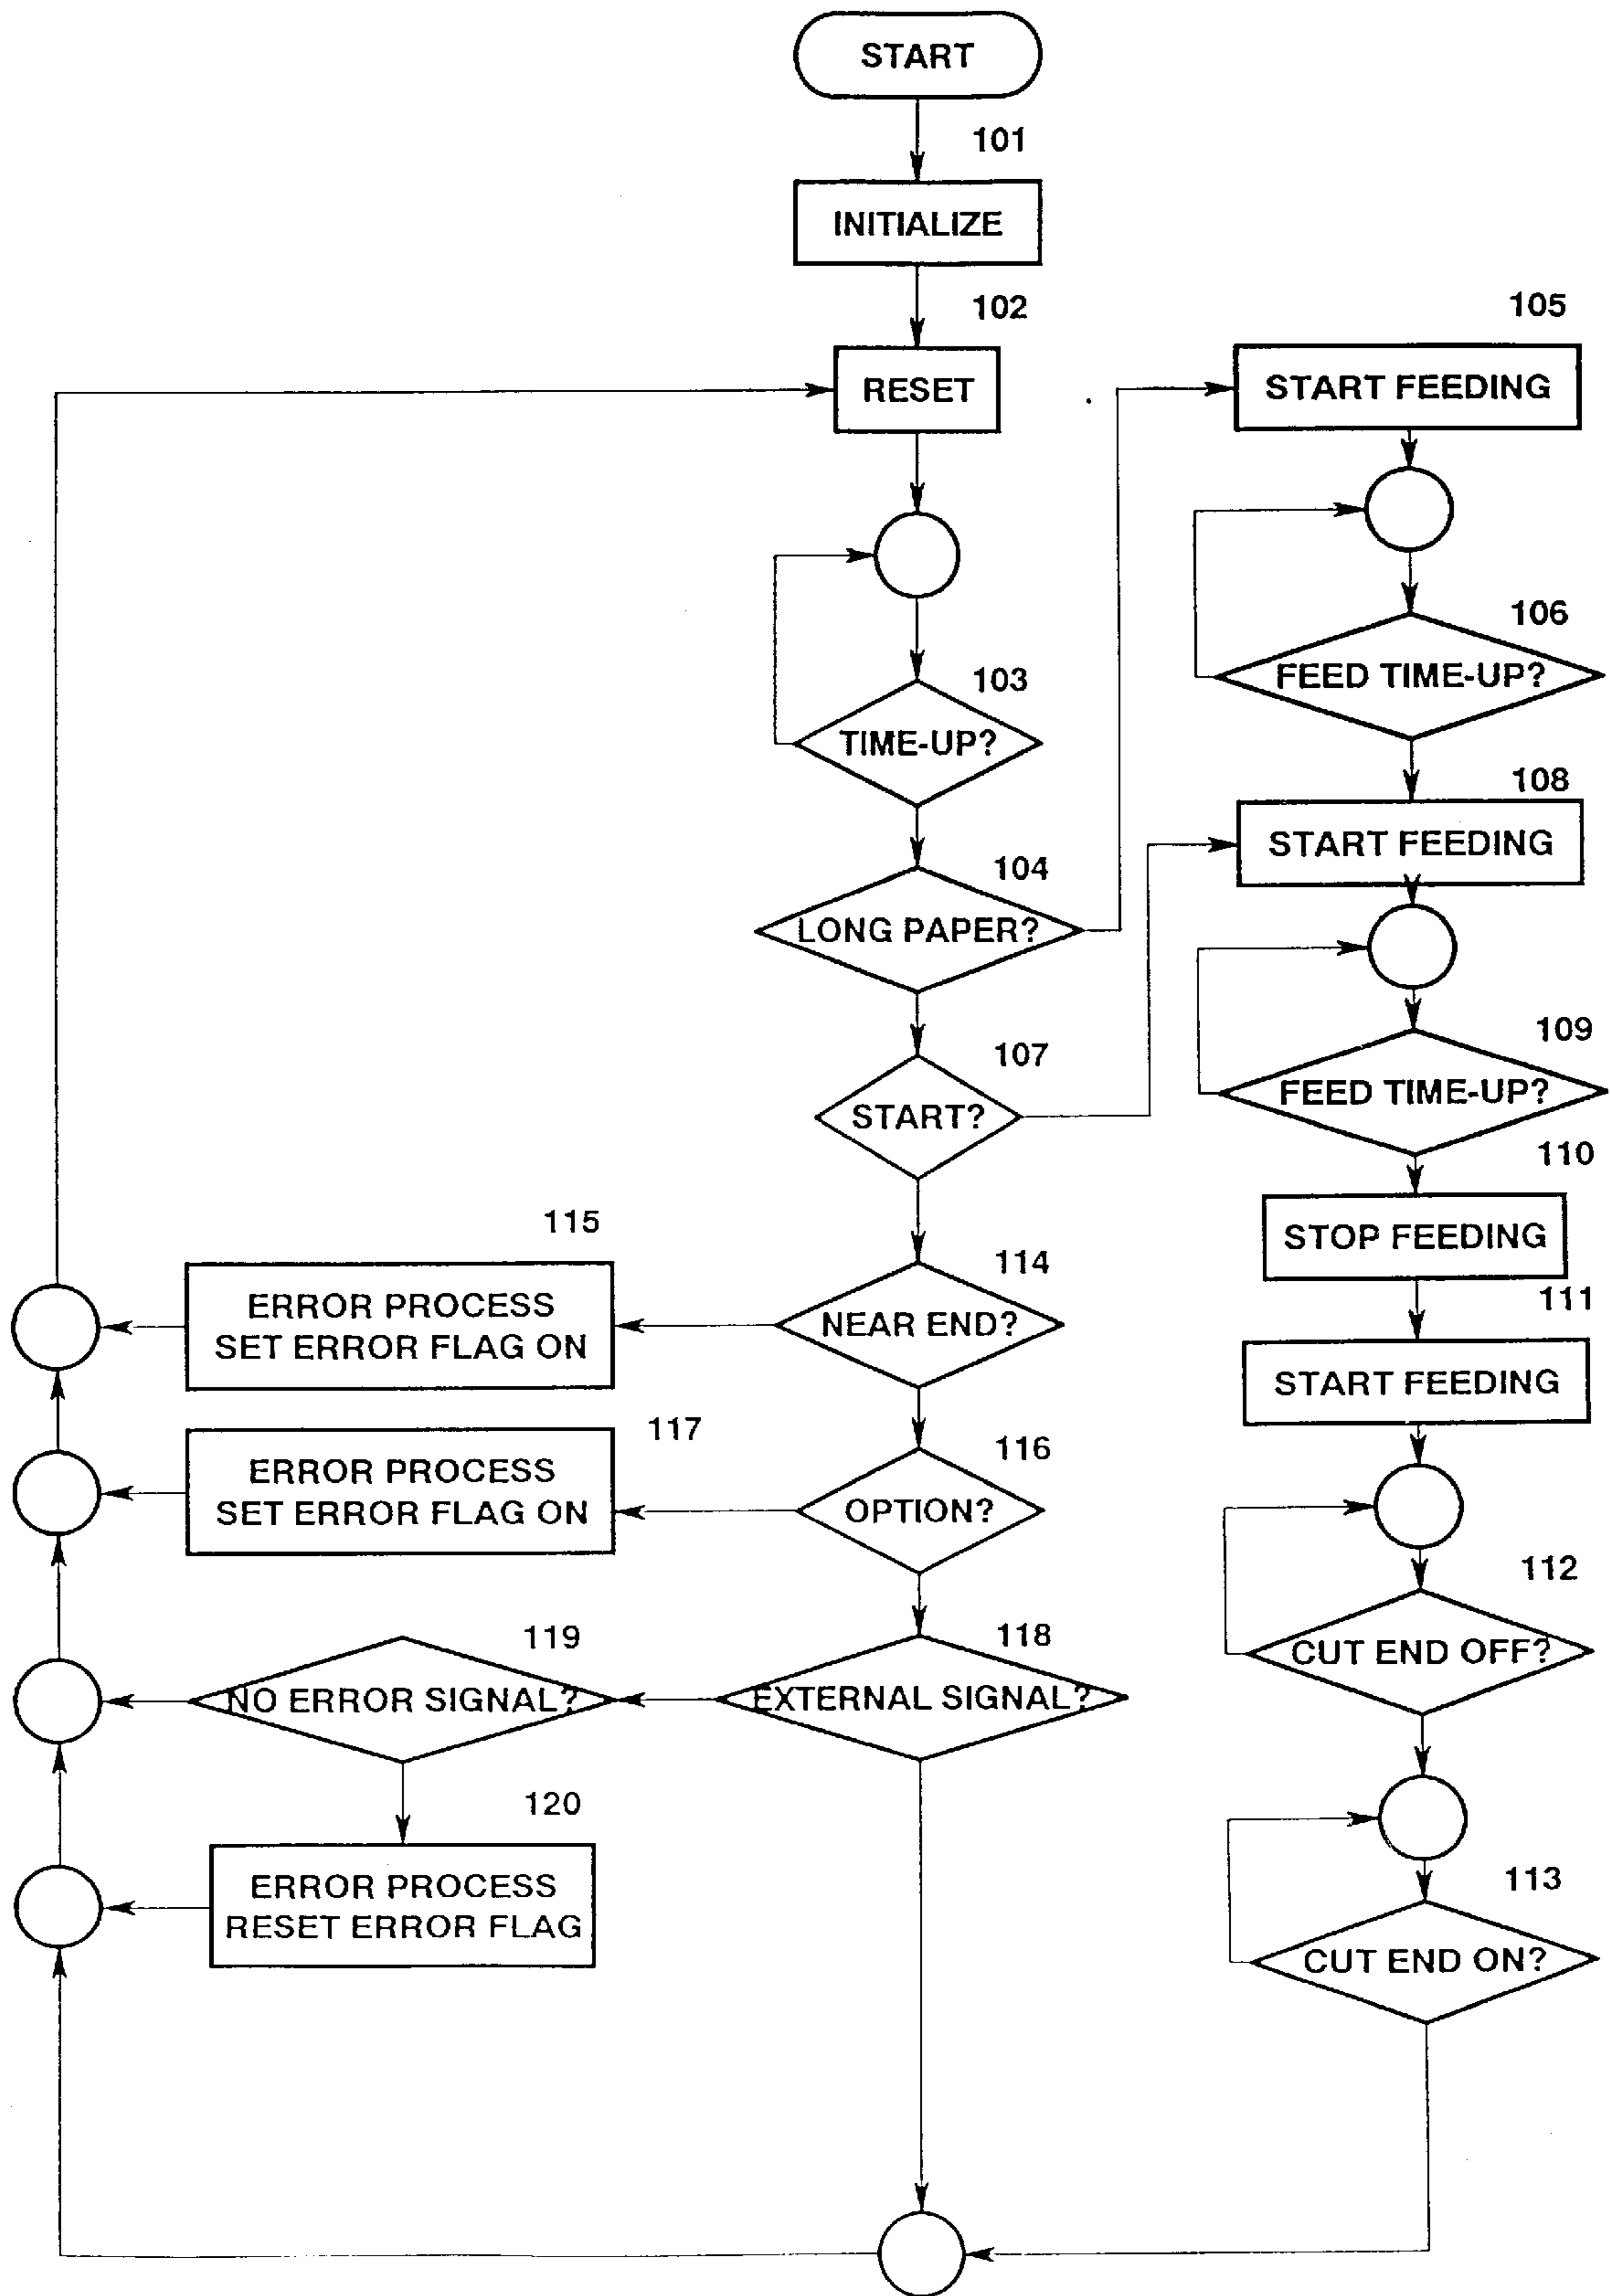 START
101
INITIALIZE
102
RESET
105
START FEEDING
106
FEED TIME-UP?
103
TIME-UP?
108
START FEEDING
104
LONG PAPER?
109
FEED TIME-UP?
107
START?
110
STOP FEEDING
111
START FEEDING
115
ERROR PROCESS
SET ERROR FLAG ON
114
NEAR END?
117
ERROR PROCESS
SET ERROR FLAG ON
116
OPTION?
112
CUT END OFF?
119
NO ERROR SIGNAL?
118
EXTERNAL SIGNAL?
120
ERROR PROCESS
RESET ERROR FLAG
113
CUT END ON?